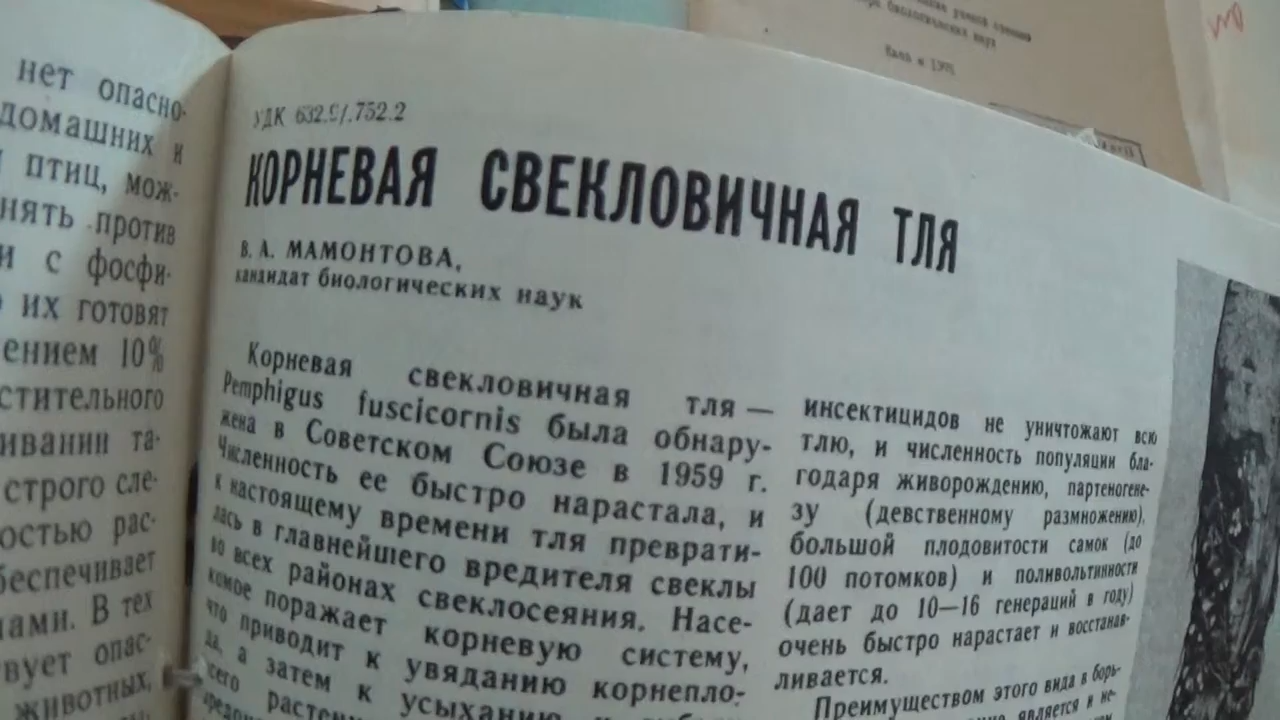 нет опасно-
домашних и
птиц, мож-
нять против
и с фосфи-
их готовят
ением 10%
стительного
ивании та-
строго сле-
остью рас-
беспечивает
нами. В тех
твует опас-
животных,
УДК 632.9/.752.2
КОРНЕВАЯ СВЕКЛОВИЧНАЯ ТЛЯ
В. А. МАМОНТОВА,
кандидат биологических наук
Корневая свекловичная тля —
Pemphigus fuscicornis была обнару-
жена в Советском Союзе в 1959 г.
Численность ее быстро нарастала, и
к настоящему времени тля преврати-
лась в главнейшего вредителя свеклы
во всех районах свеклосеяния. Насе-
комое поражает корневую систему,
что приводит к увяданию корнепло-
да, а затем к усыханию
всего
инсектицидов не уничтожают всю
тлю, и численность популяции бла-
годаря живорождению, партеногене-
зу (девственному размножению),
большой плодовитости самок (до
100 потомков) и поливольтинности
(дает до 10—16 генераций в году)
очень быстро нарастает и восстанав-
ливается.
Преимуществом этого вида в борь-
является и не-